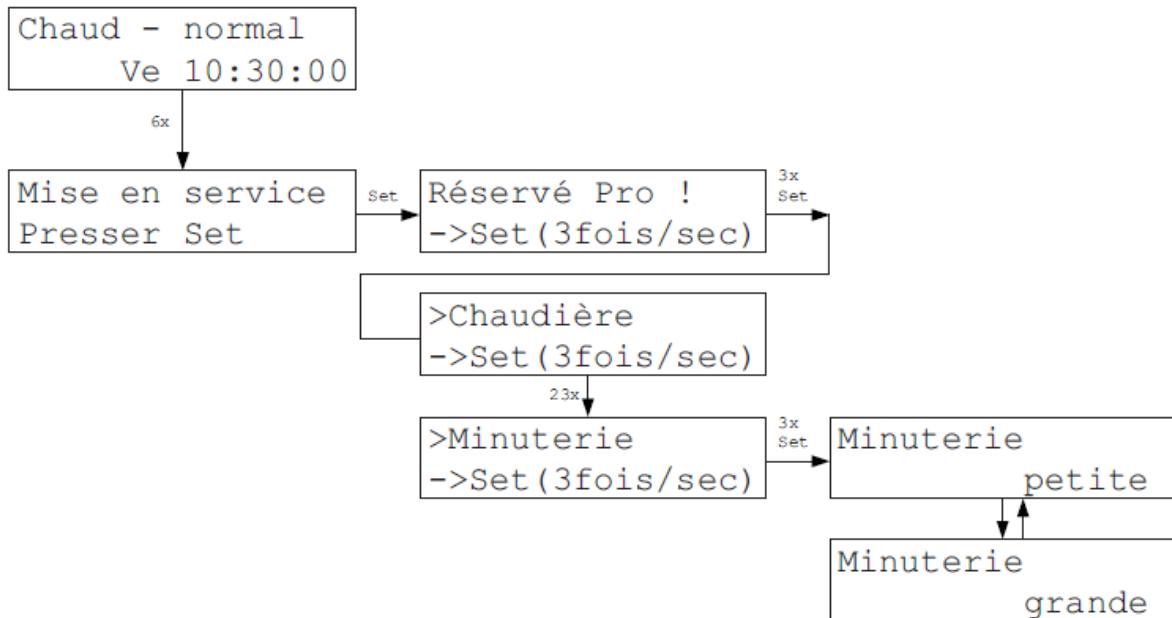 Chaud - normal
Ve 10:30:00
6x
Mise en service
Presser Set
Set
Réservé Pro !
->Set(3fois/sec)
3x
Set
>Chaudière
->Set(3fois/sec)
23x
>Minuterie
->Set(3fois/sec)
3x
Set
Minuterie
petite
Minuterie
grande